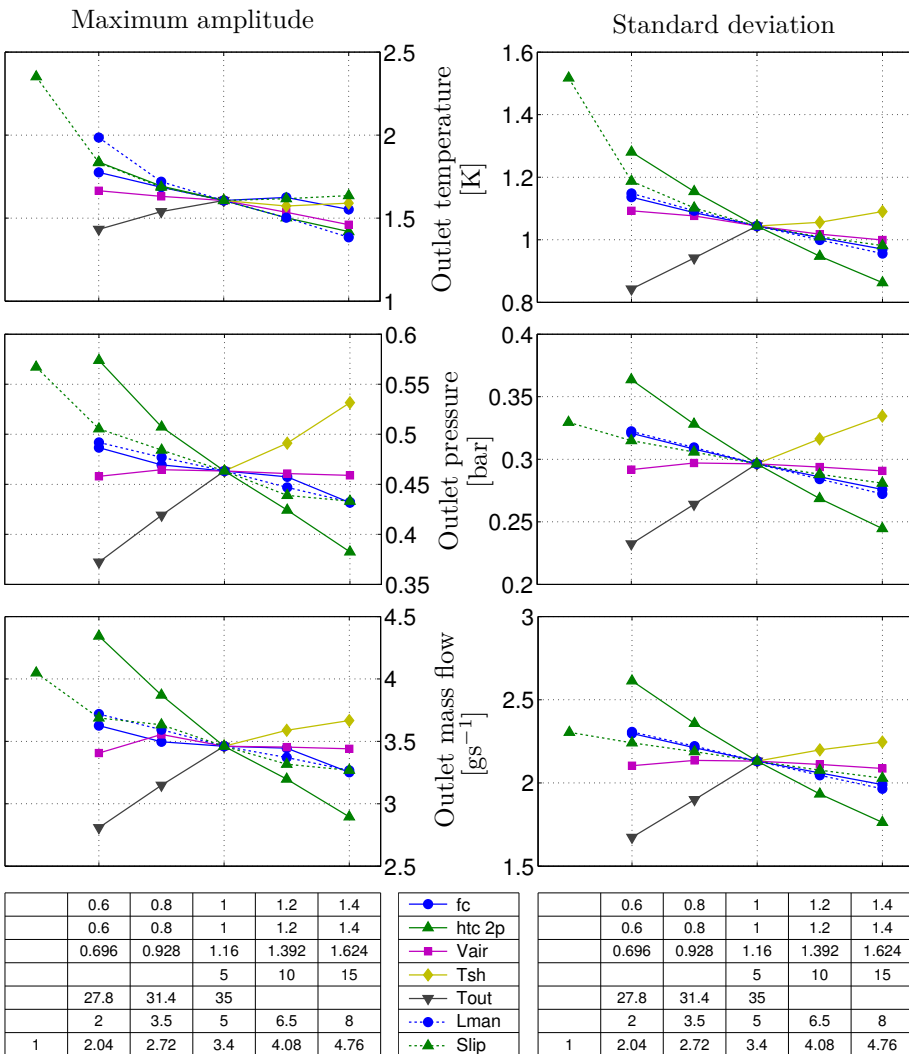 Maximum amplitude
Standard deviation
2.5
2
1.5
1
Outlet temperature
[K]
1.6
1.4
1.2
1
0.8
0.6
0.55
0.5
0.45
0.4
0.35
Outlet pressure
[bar]
0.4
0.35
0.3
0.25
0.2
4.5
4
3.5
3
2.5
Outlet mass flow
[gs⁻¹]
3
2.5
2
1.5
0.6 0.8 1 1.2 1.4
0.6 0.8 1 1.2 1.4
0.696 0.928 1.16 1.392 1.624
5 10 15
27.8 31.4 35
2 3.5 5 6.5 8
1 2.04 2.72 3.4 4.08 4.76
fc
htc 2p
Vair
Tsh
Tout
Lman
Slip
0.6 0.8 1 1.2 1.4
0.6 0.8 1 1.2 1.4
0.696 0.928 1.16 1.392 1.624
5 10 15
27.8 31.4 35
2 3.5 5 6.5 8
1 2.04 2.72 3.4 4.08 4.76